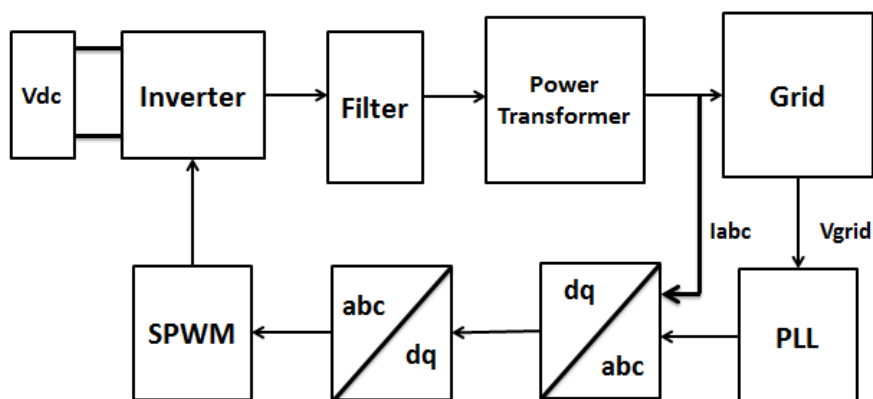 Vdc
Inverter
Filter
Power
Transformer
Grid
Iabc
Vgrid
SPWM
abc
dq
dq
abc
PLL